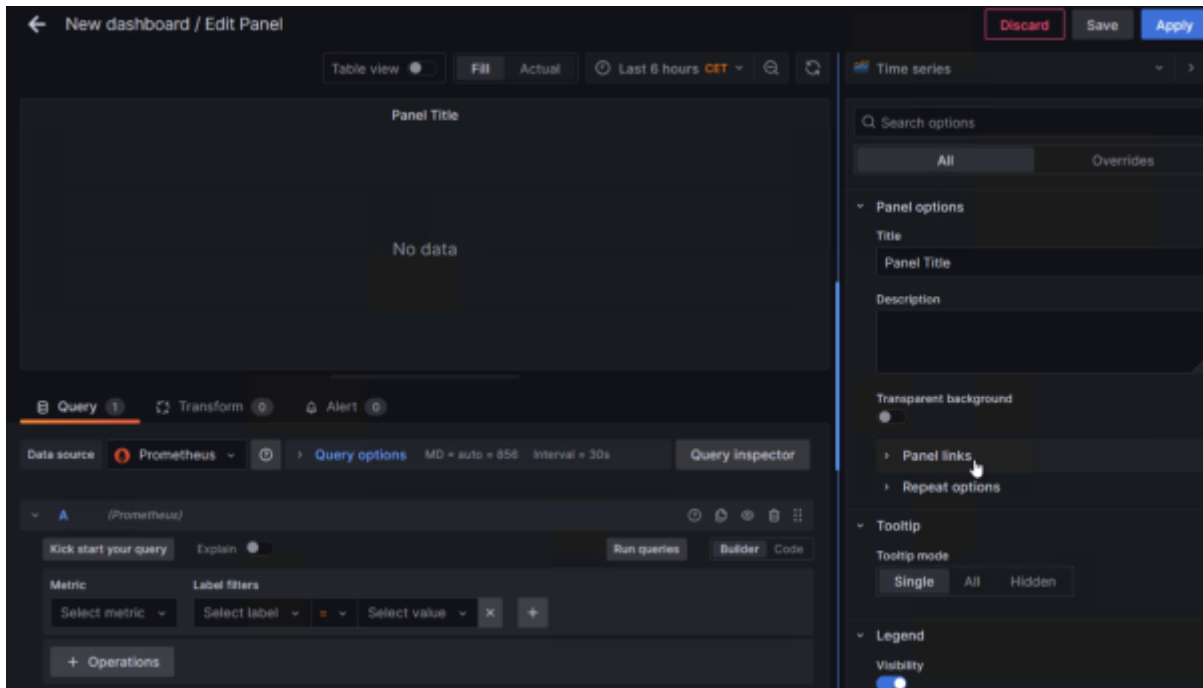 New dashboard / Edit Panel
Discard
Save
Apply
Table view
Fill
Actual
Last 6 hours CET
Time series
Panel Title
No data
Search options
All
Overrides
Panel options
Title
Panel Title
Description
Transparent background
Panel links
Repeat options
Tooltip
Tooltip mode
Single
All
Hidden
Legend
Visibility
Query 1
Transform 0
Alert 0
Data source
Prometheus
Query options
MD = auto = 856
Interval = 30s
Query inspector
A
(Prometheus)
Kick start your query
Explain
Run queries
Builder
Code
Metric
Label filters
Select metric
Select label
=
Select value
+ Operations